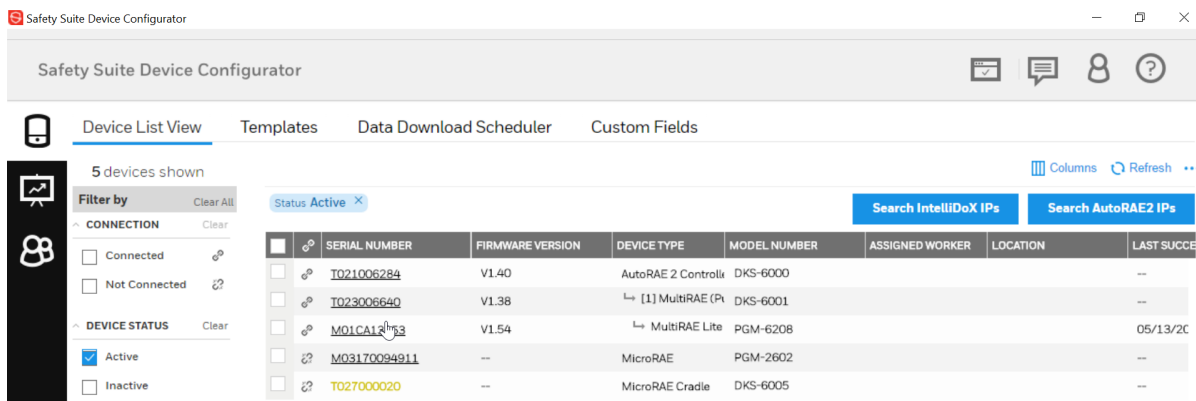 Safety Suite Device Configurator
Safety Suite Device Configurator
Device List View Templates Data Download Scheduler Custom Fields
5 devices shown
Columns Refresh
Filter by Clear All
Status Active
Search IntelliDoX IPs Search AutoRAE2 IPs
CONNECTION Clear
Connected
Not Connected
DEVICE STATUS Clear
Active
Inactive
SERIAL NUMBER FIRMWARE VERSION DEVICE TYPE MODEL NUMBER ASSIGNED WORKER LOCATION LAST SUCCE
T021006284 V1.40 AutoRAE 2 DKS-6000 --
T023006640 V1.38 [1] MultiRAE DKS-6001 --
V1.54 MultiRAE Lite PGM-6208 05/13/20
M03170094911 -- MicroRAE PGM-2602 --
T027000020 -- MicroRAE Cradle DKS-6005 --